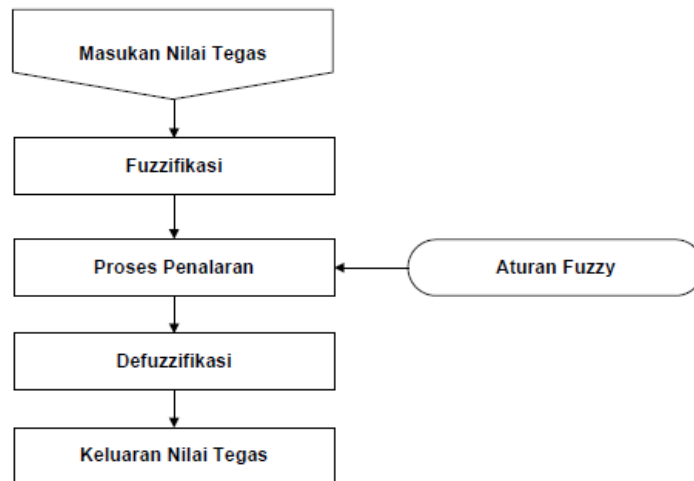 Masukan Nilai Tegas
Fuzzifikasi
Proses Penalaran
Aturan Fuzzy
Defuzzifikasi
Keluaran Nilai Tegas